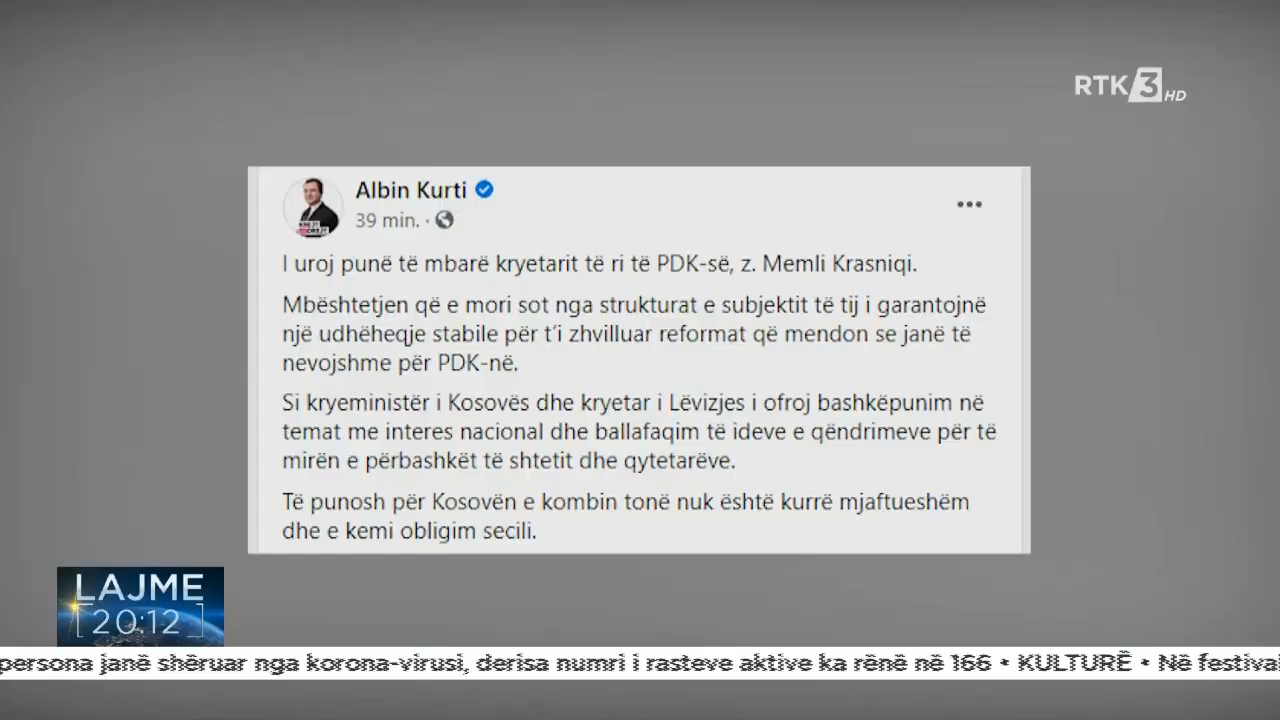 RTK 3 HD
Albin Kurti
39 min. ·
I uroj punë të mbarë kryetarit të ri të PDK-së, z. Memli Krasniqi.
Mbështetjen që e mori sot nga strukturat e subjektit të tij i garantojnë
një udhëheqje stabile për t'i zhvilluar reformat që mendon se janë të
nevojshme për PDK-në.
Si kryeministër i Kosovës dhe kryetar i Lëvizjes i ofroj bashkëpunim në
temat me interes nacional dhe ballafaqim të ideve e qëndrimeve për të
mirën e përbashkët të shtetit dhe qytetarëve.
Të punosh për Kosovën e kombin tonë nuk është kurrë mjaftueshëm
dhe e kemi obligim secili.
LAJME
[20:12]
persona janë shëruar nga korona-virusi, derisa numri i rasteve aktive ka rënë në 166 • KULTURË • Në festival